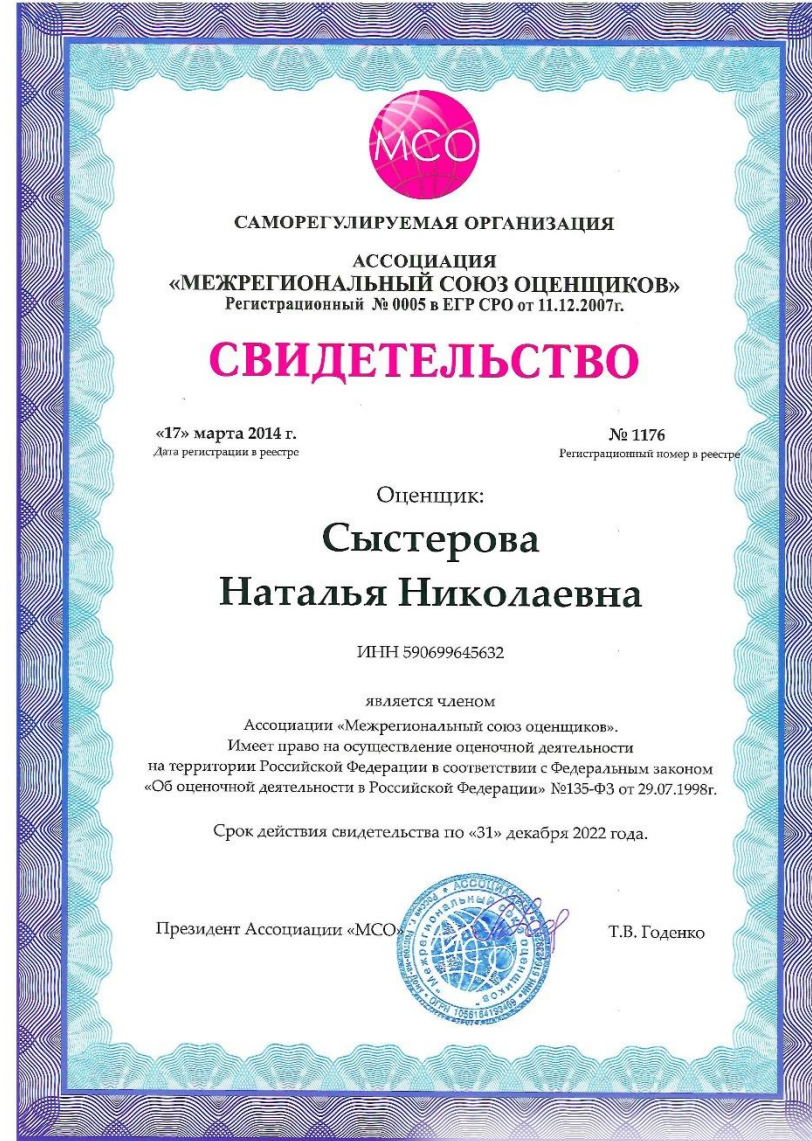 МСО
САМОРЕГУЛИРУЕМАЯ ОРГАНИЗАЦИЯ
АССОЦИАЦИЯ
«МЕЖРЕГИОНАЛЬНЫЙ СОЮЗ ОЦЕНЩИКОВ»
Регистрационный № 0005 в ЕГР СРО от 11.12.2007г.
СВИДЕТЕЛЬСТВО
«17» марта 2014 г.
Дата регистрации в реестре
№ 1176
Регистрационный номер в реестре
Оценщик:
Сыстерова
Наталья Николаевна
ИНН 590699645632
является членом
Ассоциации «Межрегиональный союз оценщиков».
Имеет право на осуществление оценочной деятельности
на территории Российской Федерации в соответствии с Федеральным законом
«Об оценочной деятельности в Российской Федерации» №135-ФЗ от 29.07.1998г.
Срок действия свидетельства по «31» декабря 2022 года.
Президент Ассоциации «МСО»
Т.В. Годенко
АССОЦИАЦИЯ
Межрегиональный союз оценщиков